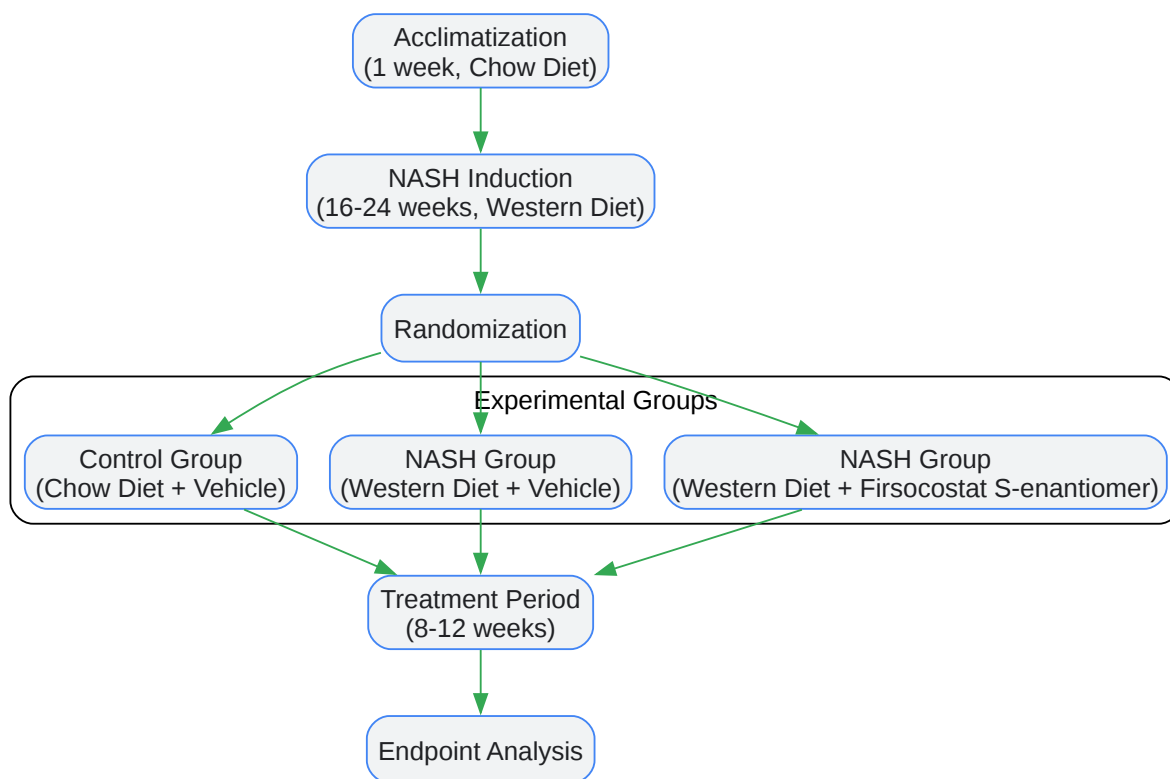 Acclimatization
(1 week, Chow Diet)
NASH Induction
(16-24 weeks, Western Diet)
Randomization
Experimental Groups
Control Group
(Chow Diet + Vehicle)
NASH Group
(Western Diet + Vehicle)
NASH Group
(Western Diet + Firsocostat S-enantiomer)
Treatment Period
(8-12 weeks)
Endpoint Analysis